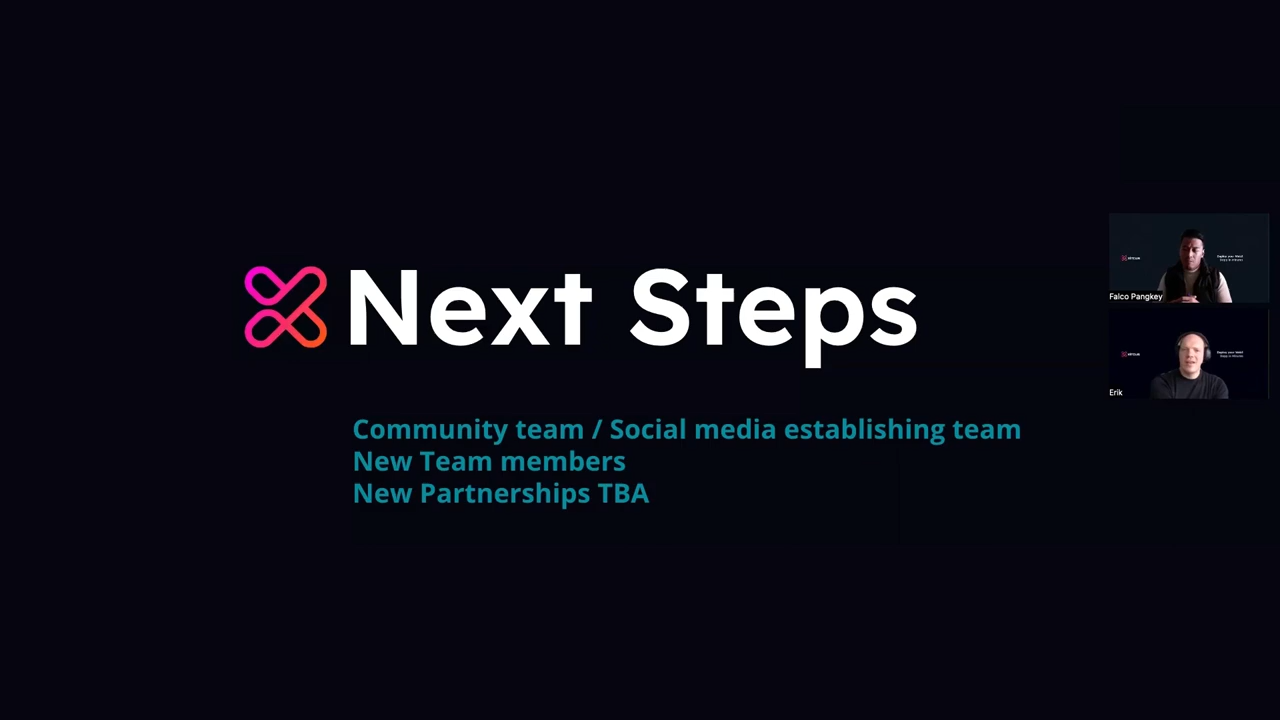 Next Steps
Community team / Social media establishing team
New Team members
New Partnerships TBA
Falco Pangkey
Erik